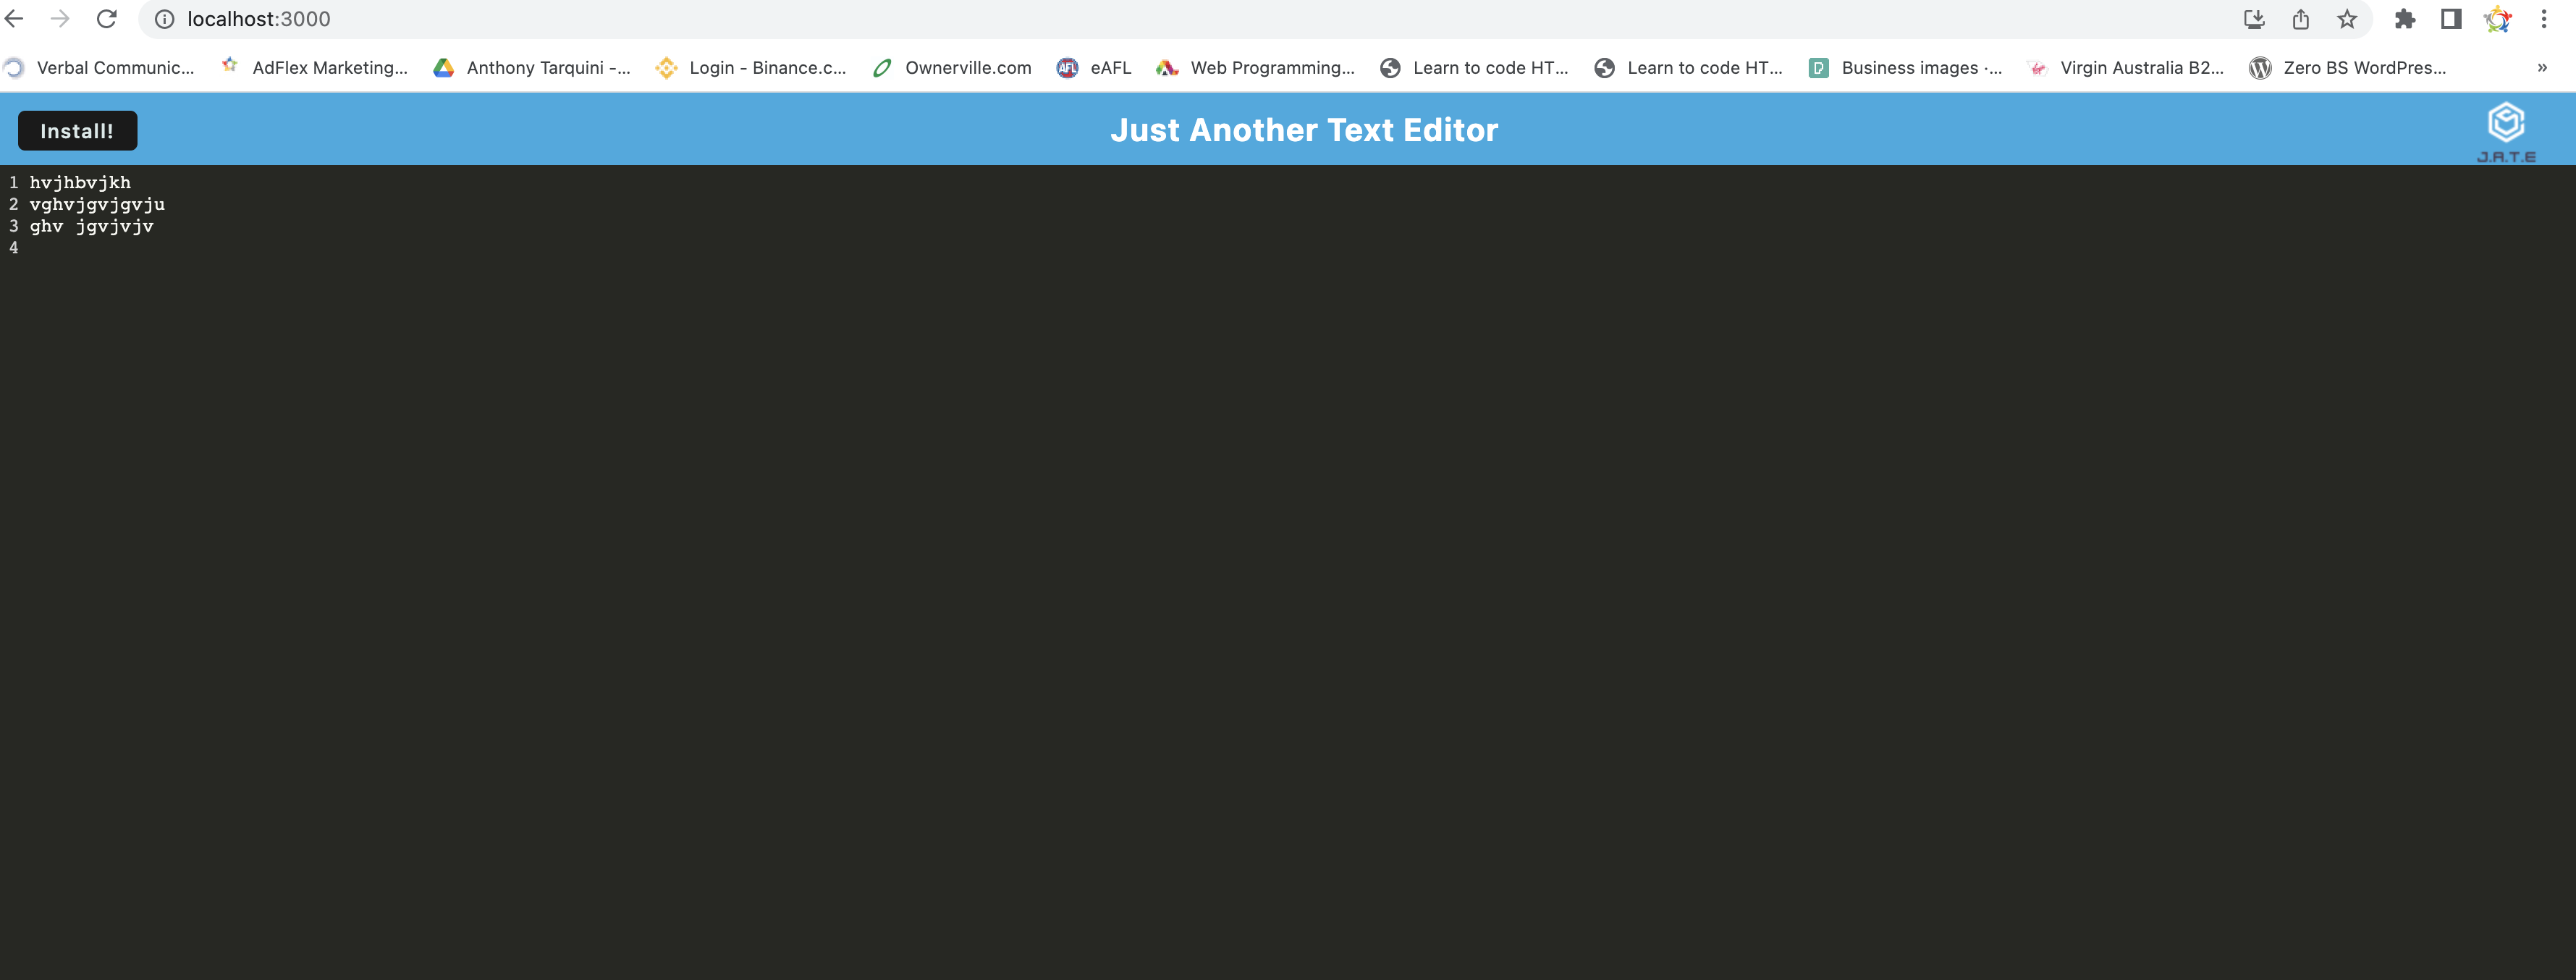 localhost:3000
Verbal Communic... AdFlex Marketing... Anthony Tarquini -... Login - Binance.c... Ownerville.com AFL eAFL Web Programming... Learn to code HT... Learn to code HT... Business images ·... Virgin Australia B2... Zero BS WordPres... »
Install! Just Another Text Editor
J.A.T.E
1 hvjhbvjkh
2 vghvjgvjgvju
3 ghv jgvjvjv
4